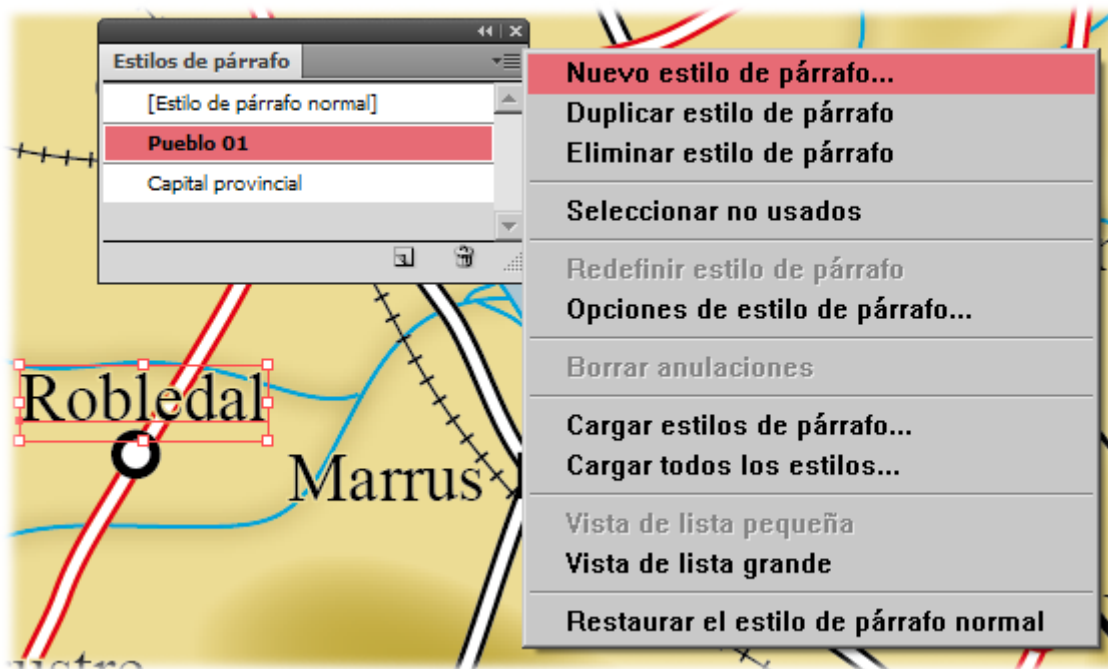 Estilos de párrafo
[Estilo de párrafo normal]
Pueblo 01
Capital provincial
Nuevo estilo de párrafo...
Duplicar estilo de párrafo
Eliminar estilo de párrafo
Seleccionar no usados
Redefinir estilo de párrafo
Opciones de estilo de párrafo...
Borrar anulaciones
Cargar estilos de párrafo...
Cargar todos los estilos...
Vista de lista pequeña
Vista de lista grande
Restaurar el estilo de párrafo normal
Robledal
Marrus